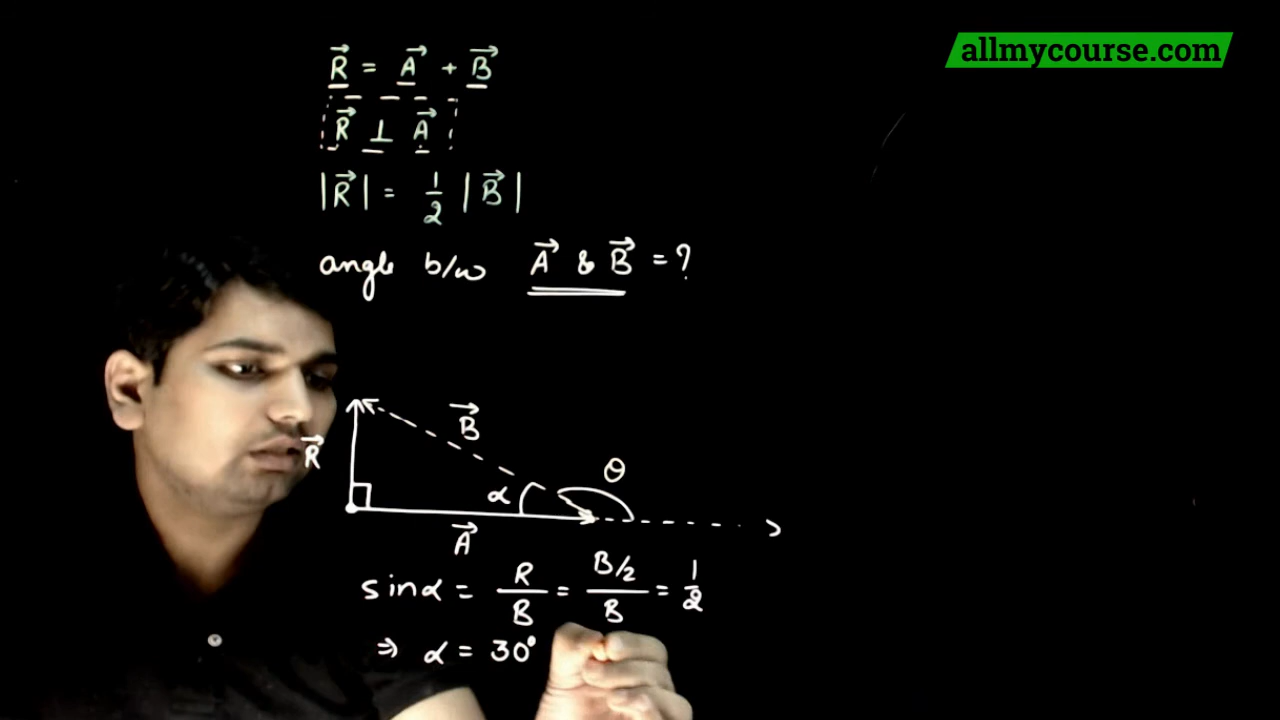 allmycourse.com
R⃗ = A⃗ + B⃗
R⃗ ⊥ A⃗
|R⃗| = 1/2 |B⃗|
angle b/w A⃗ & B⃗ = ?
B⃗
R⃗
α θ
A⃗
sinα = R/B = B/2/B = 1/2
⇒ α = 30°